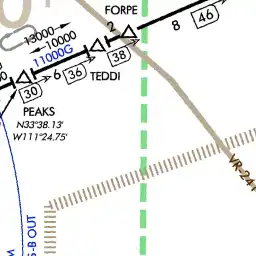 FORPE
2
8
46
13000
10000
11000G
38
6
36
TEDDI
30
PEAKS
N33°38.13'
W111°24.75'
VR-241
S-B OUT